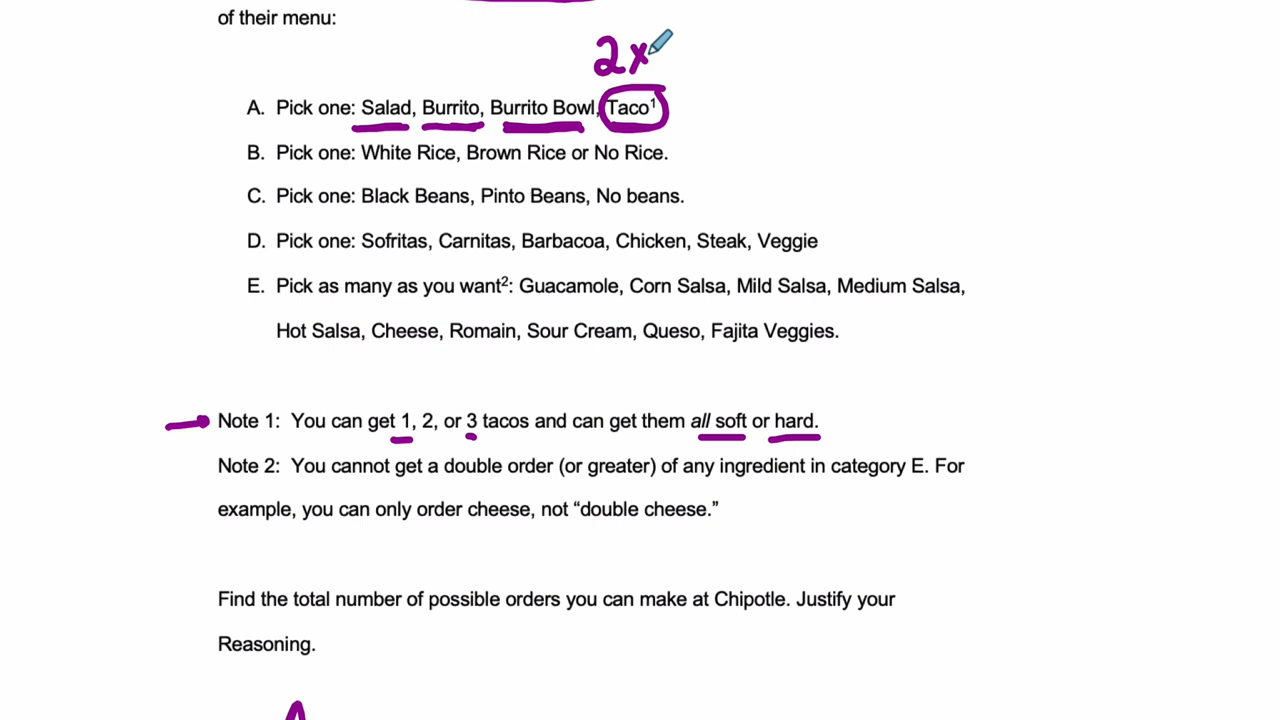 of their menu:
2x
A. Pick one: Salad, Burrito, Burrito Bowl, Taco¹
B. Pick one: White Rice, Brown Rice or No Rice.
C. Pick one: Black Beans, Pinto Beans, No beans.
D. Pick one: Sofritas, Carnitas, Barbacoa, Chicken, Steak, Veggie
E. Pick as many as you want²: Guacamole, Corn Salsa, Mild Salsa, Medium Salsa,
Hot Salsa, Cheese, Romain, Sour Cream, Queso, Fajita Veggies.
Note 1: You can get 1, 2, or 3 tacos and can get them all soft or hard.
Note 2: You cannot get a double order (or greater) of any ingredient in category E. For
example, you can only order cheese, not “double cheese.”
Find the total number of possible orders you can make at Chipotle. Justify your
Reasoning.